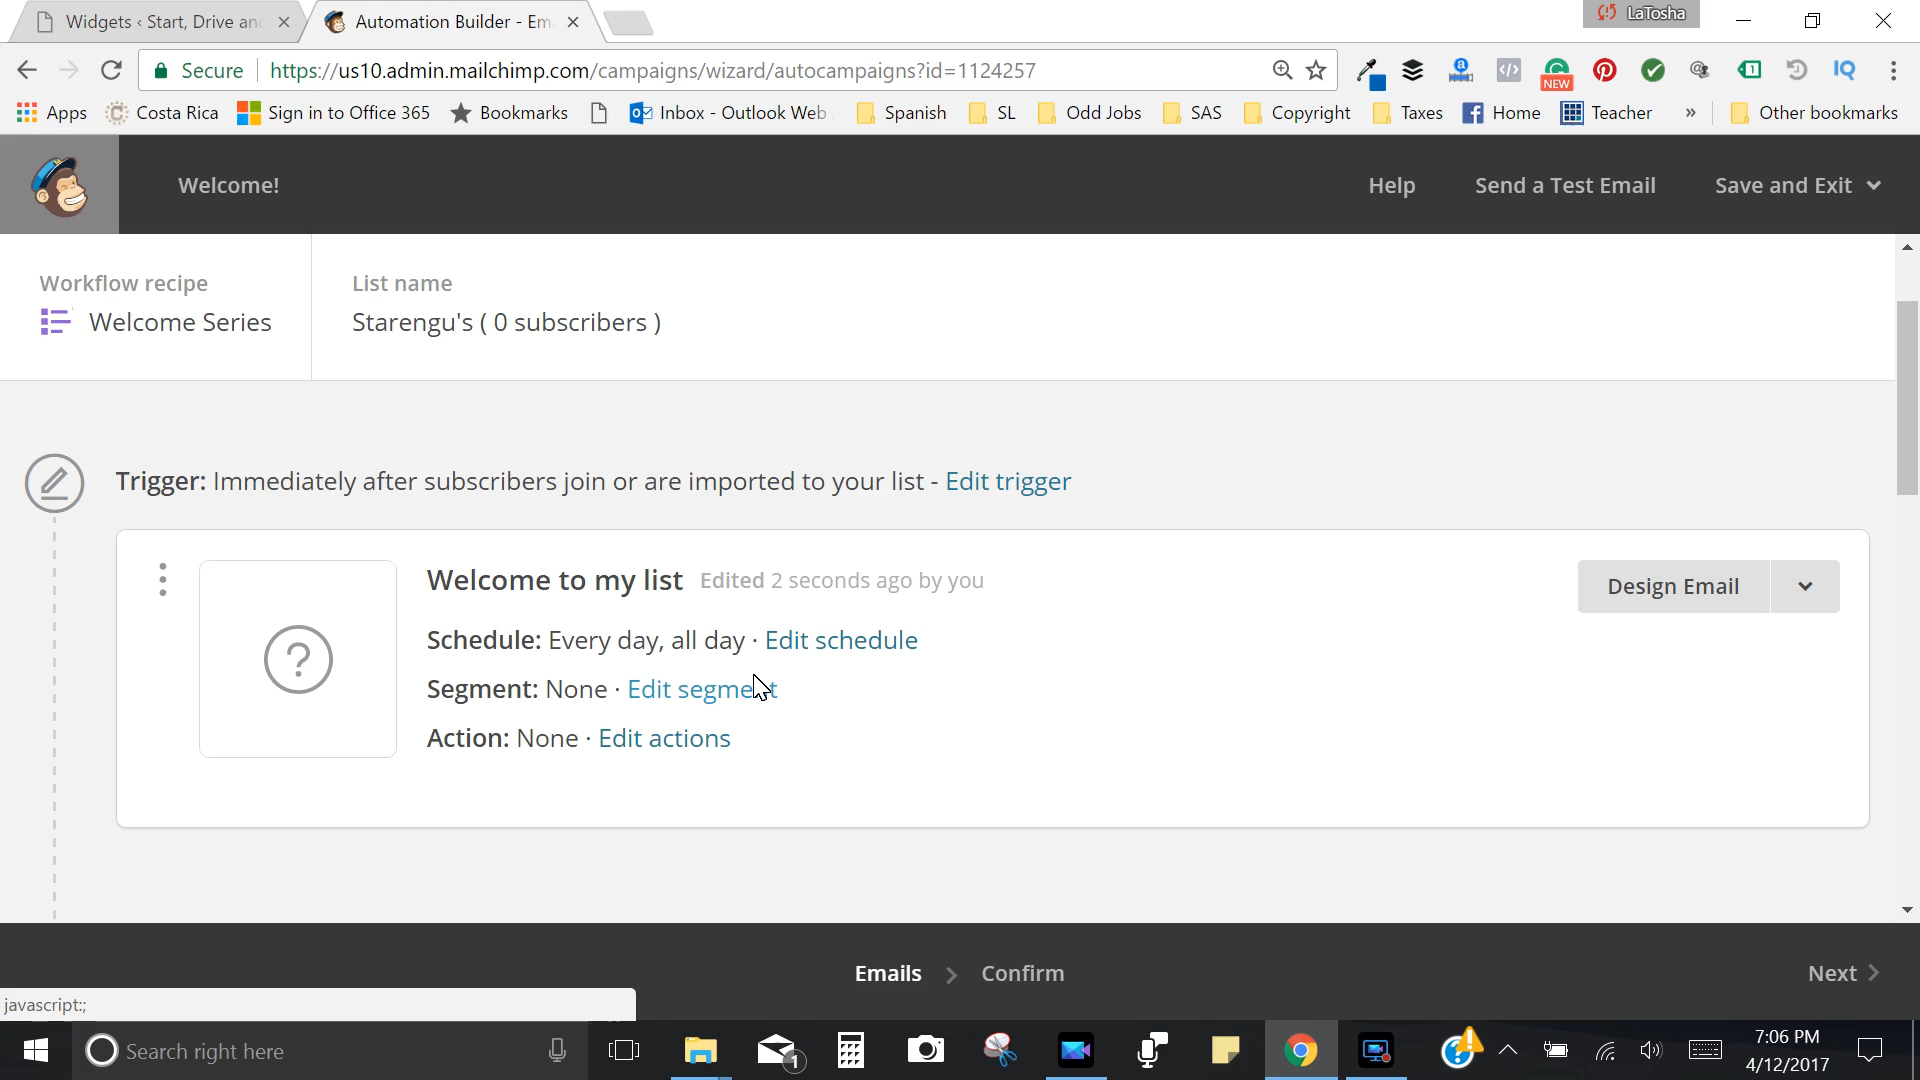 Widgets ‹ Start, Drive an
Automation Builder - Em
LaTosha
Secure
https://us10.admin.mailchimp.com/campaigns/wizard/autocampaigns?id=1124257
NEW
1
IQ
Apps
Costa Rica
Sign in to Office 365
Bookmarks
Inbox - Outlook Web
Spanish
SL
Odd Jobs
SAS
Copyright
Taxes
Home
Teacher
»
Other bookmarks
Welcome!
Help
Send a Test Email
Save and Exit
Workflow recipe
Welcome Series
List name
Starengu's ( 0 subscribers )
Trigger: Immediately after subscribers join or are imported to your list - Edit trigger
Welcome to my list Edited 2 seconds ago by you
Design Email
Schedule: Every day, all day · Edit schedule
Segment: None · Edit segment
Action: None · Edit actions
Emails
Confirm
Next
javascript:;
Search right here
1
7:06 PM
4/12/2017